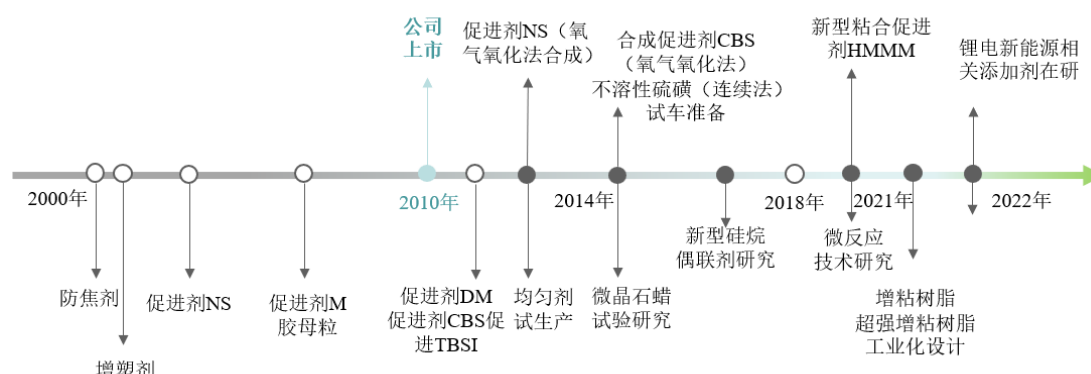 公司
上市
促进剂NS（氧
气氧化法合成）
合成促进剂CBS
（氧气氧化法）
不溶性硫磺（连续法）
试车准备
新型粘合促进
剂HMMM
锂电新能源相
关添加剂在研
2000年
2010年
2014年
2018年
2021年
2022年
防焦剂
增塑剂
促进剂NS
促进剂M
胶母粒
促进剂DM
促进剂CBS促
进TBSI
均匀剂
试生产
微晶石蜡
试验研究
新型硅烷
偶联剂研究
微反应
技术研究
增粘树脂
超强增粘树脂
工业化设计